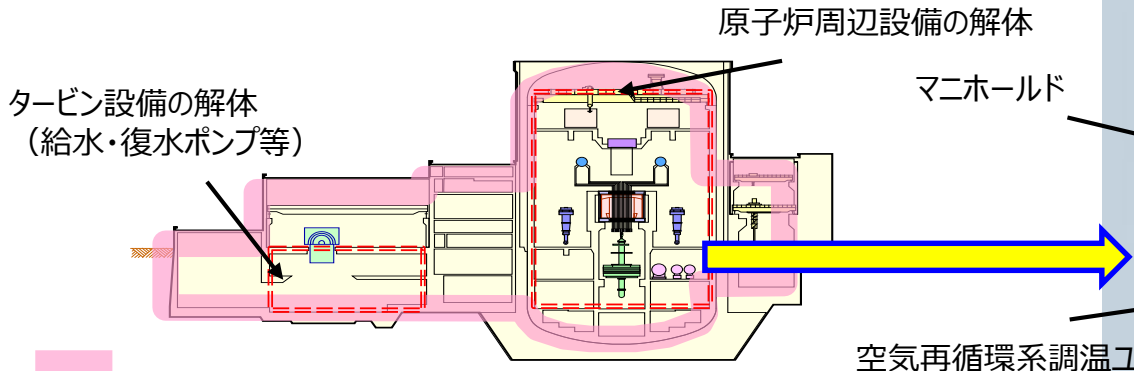 原子炉周辺設備の解体
マニホールド
タービン設備の解体
（給水・復水ポンプ等）
空気再循環系調温